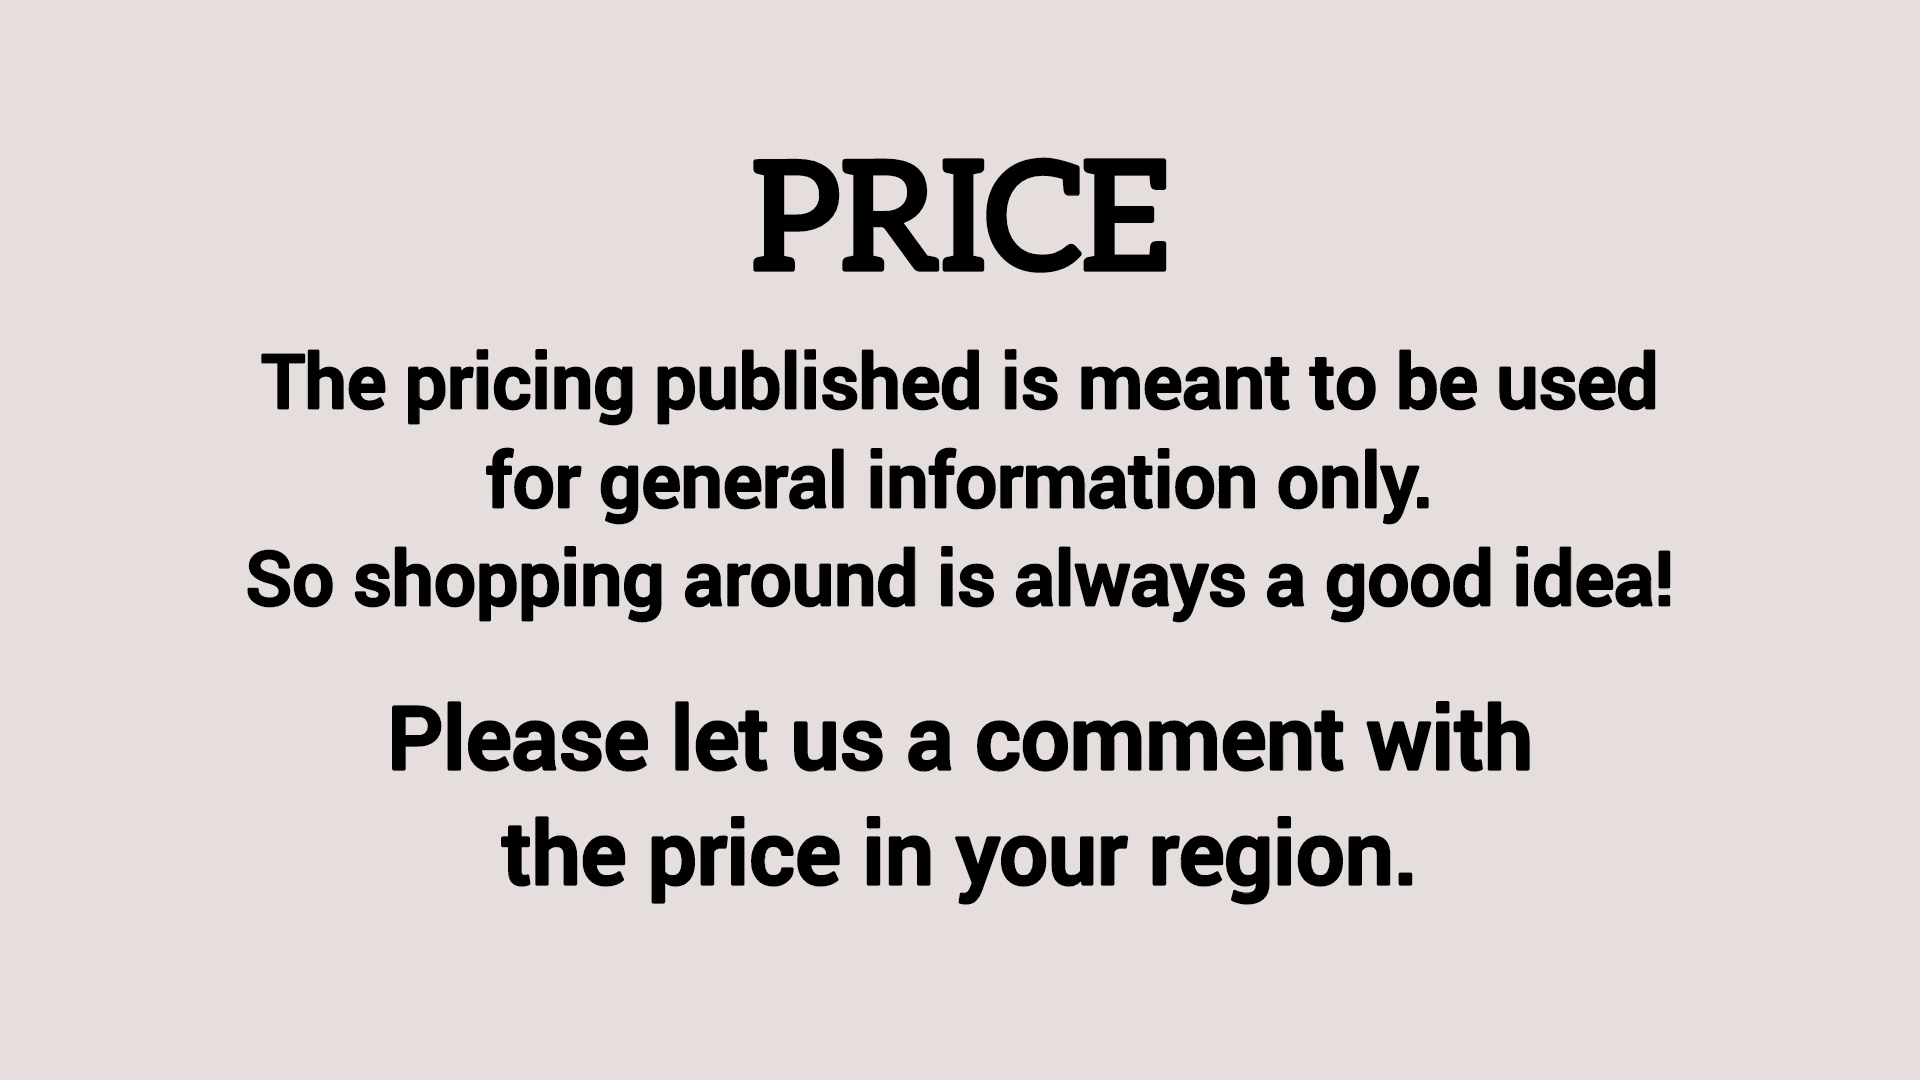 PRICE
The pricing published is meant to be used
for general information only.
So shopping around is always a good idea!
Please let us a comment with
the price in your region.